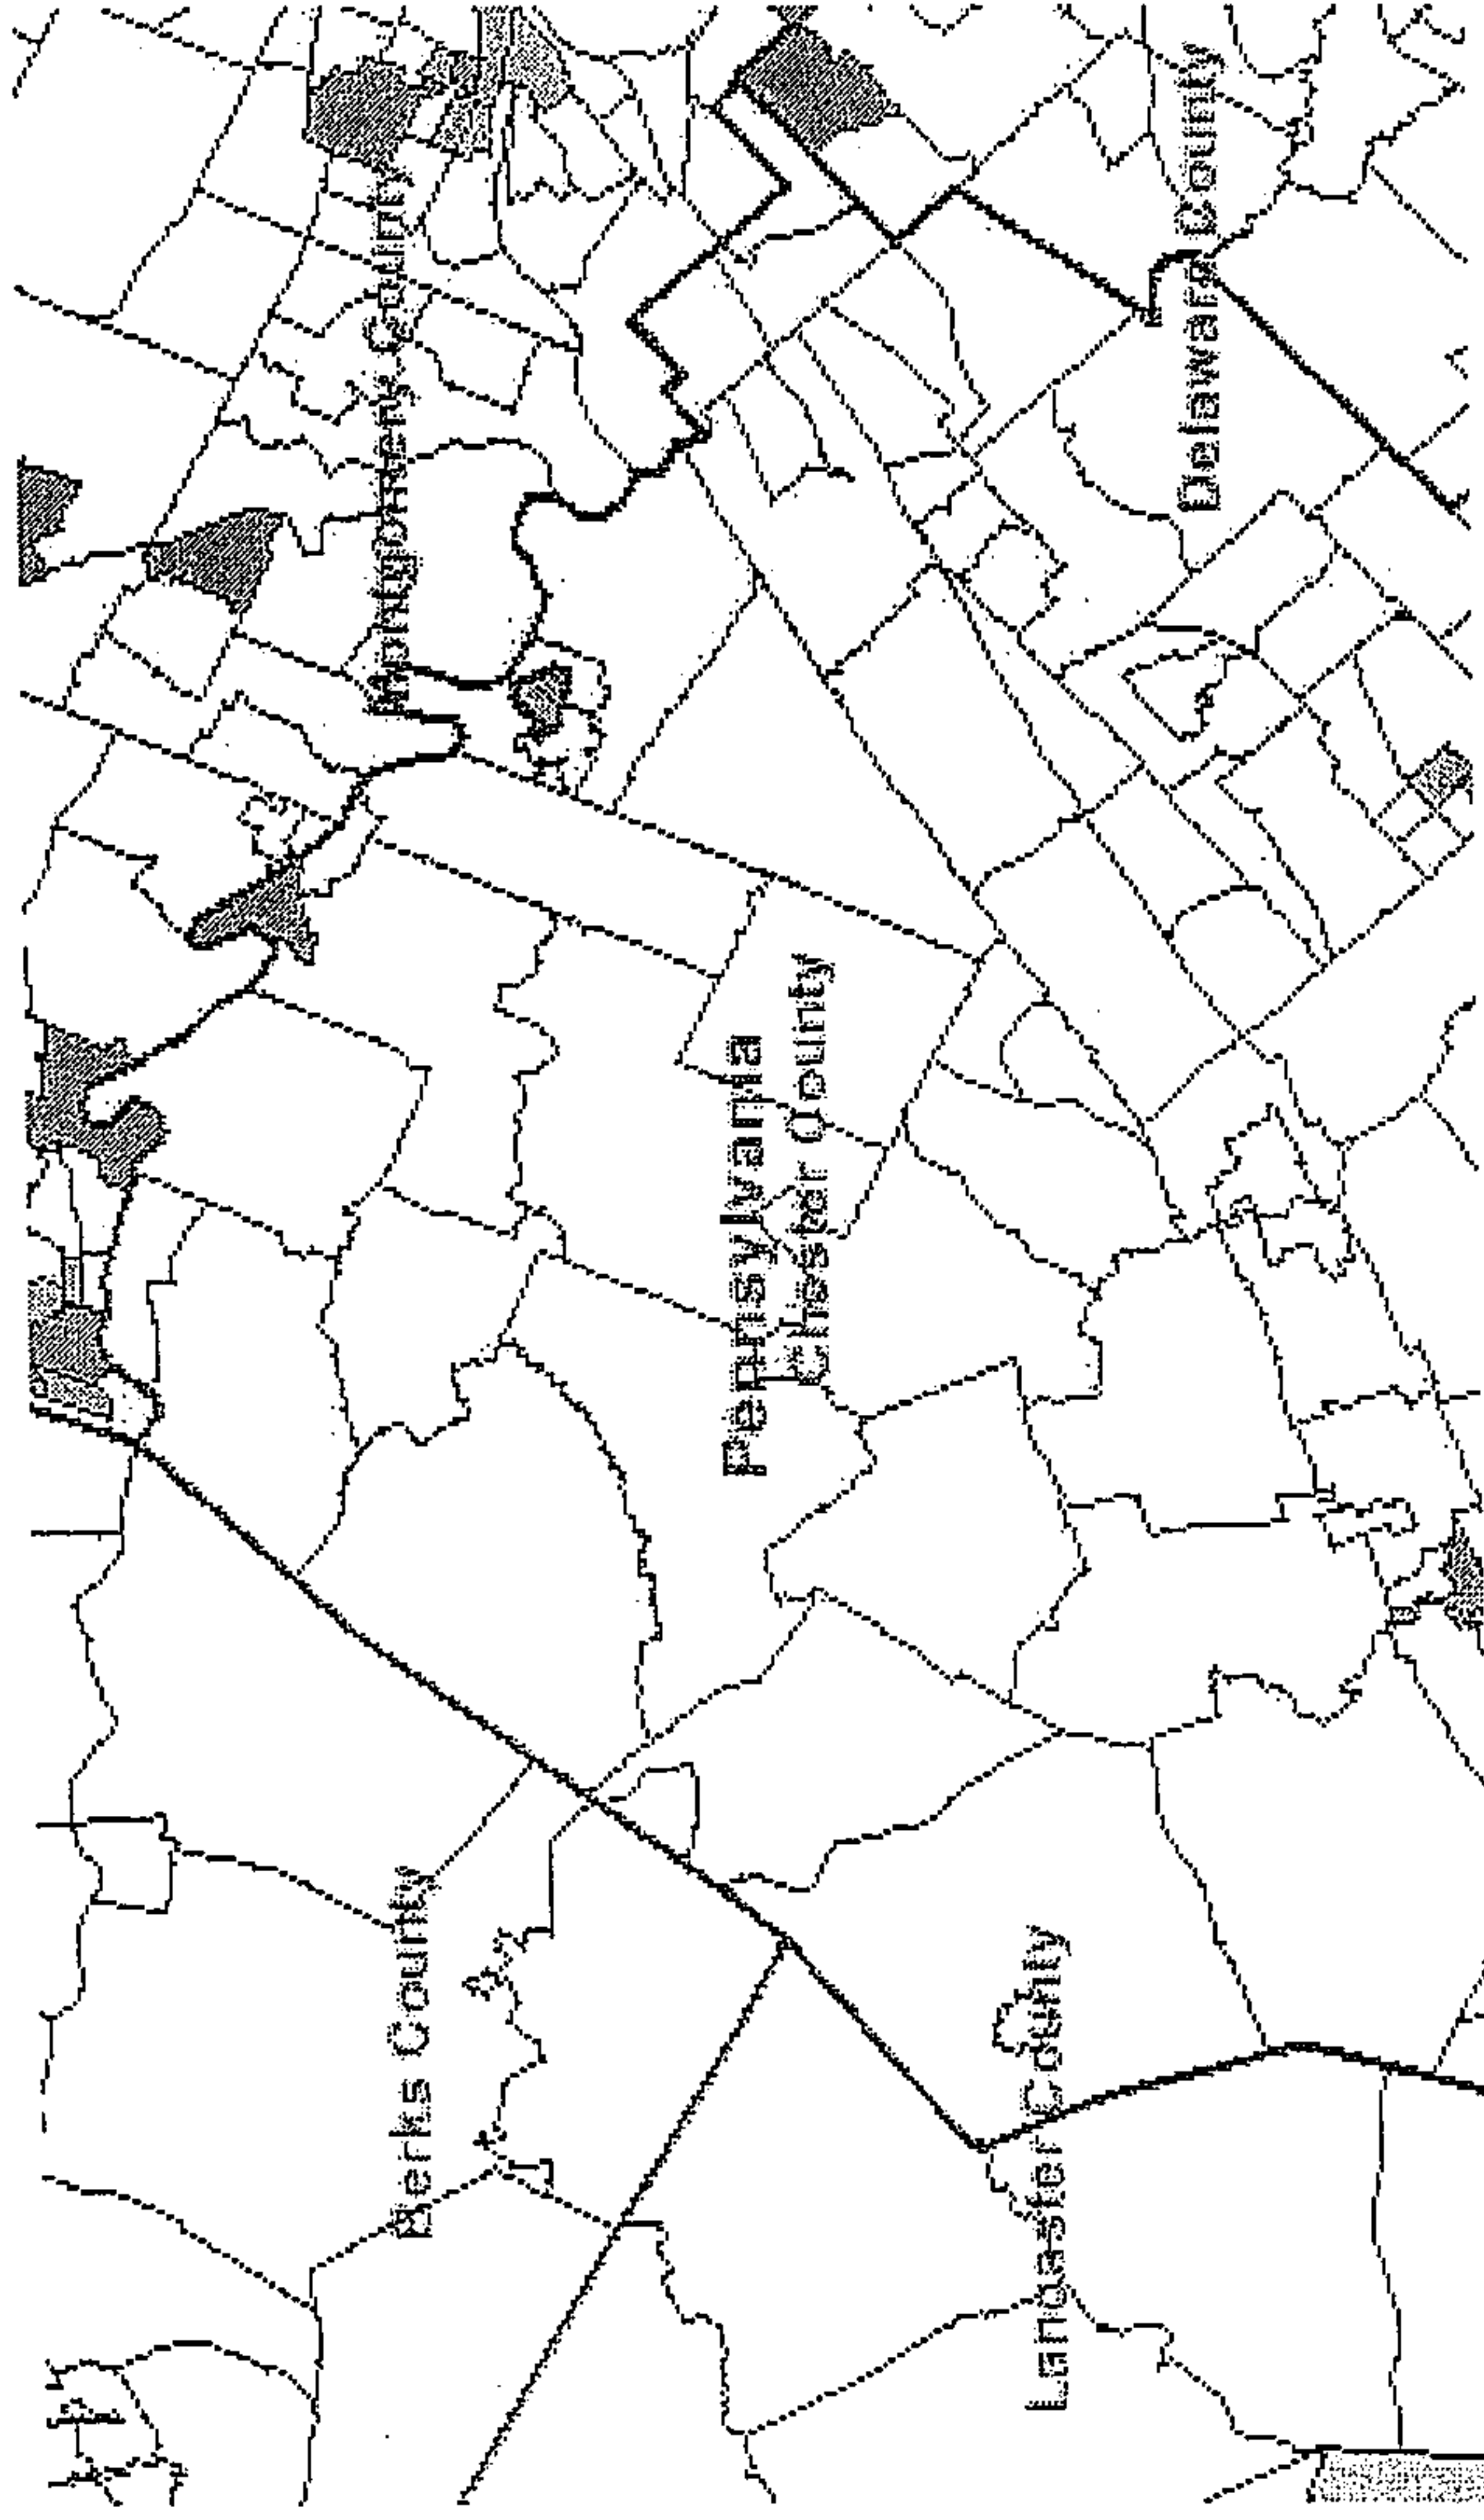 Montgomery County
Delaware County
Pennsylvania
Chester County
Berks County
Lancaster County